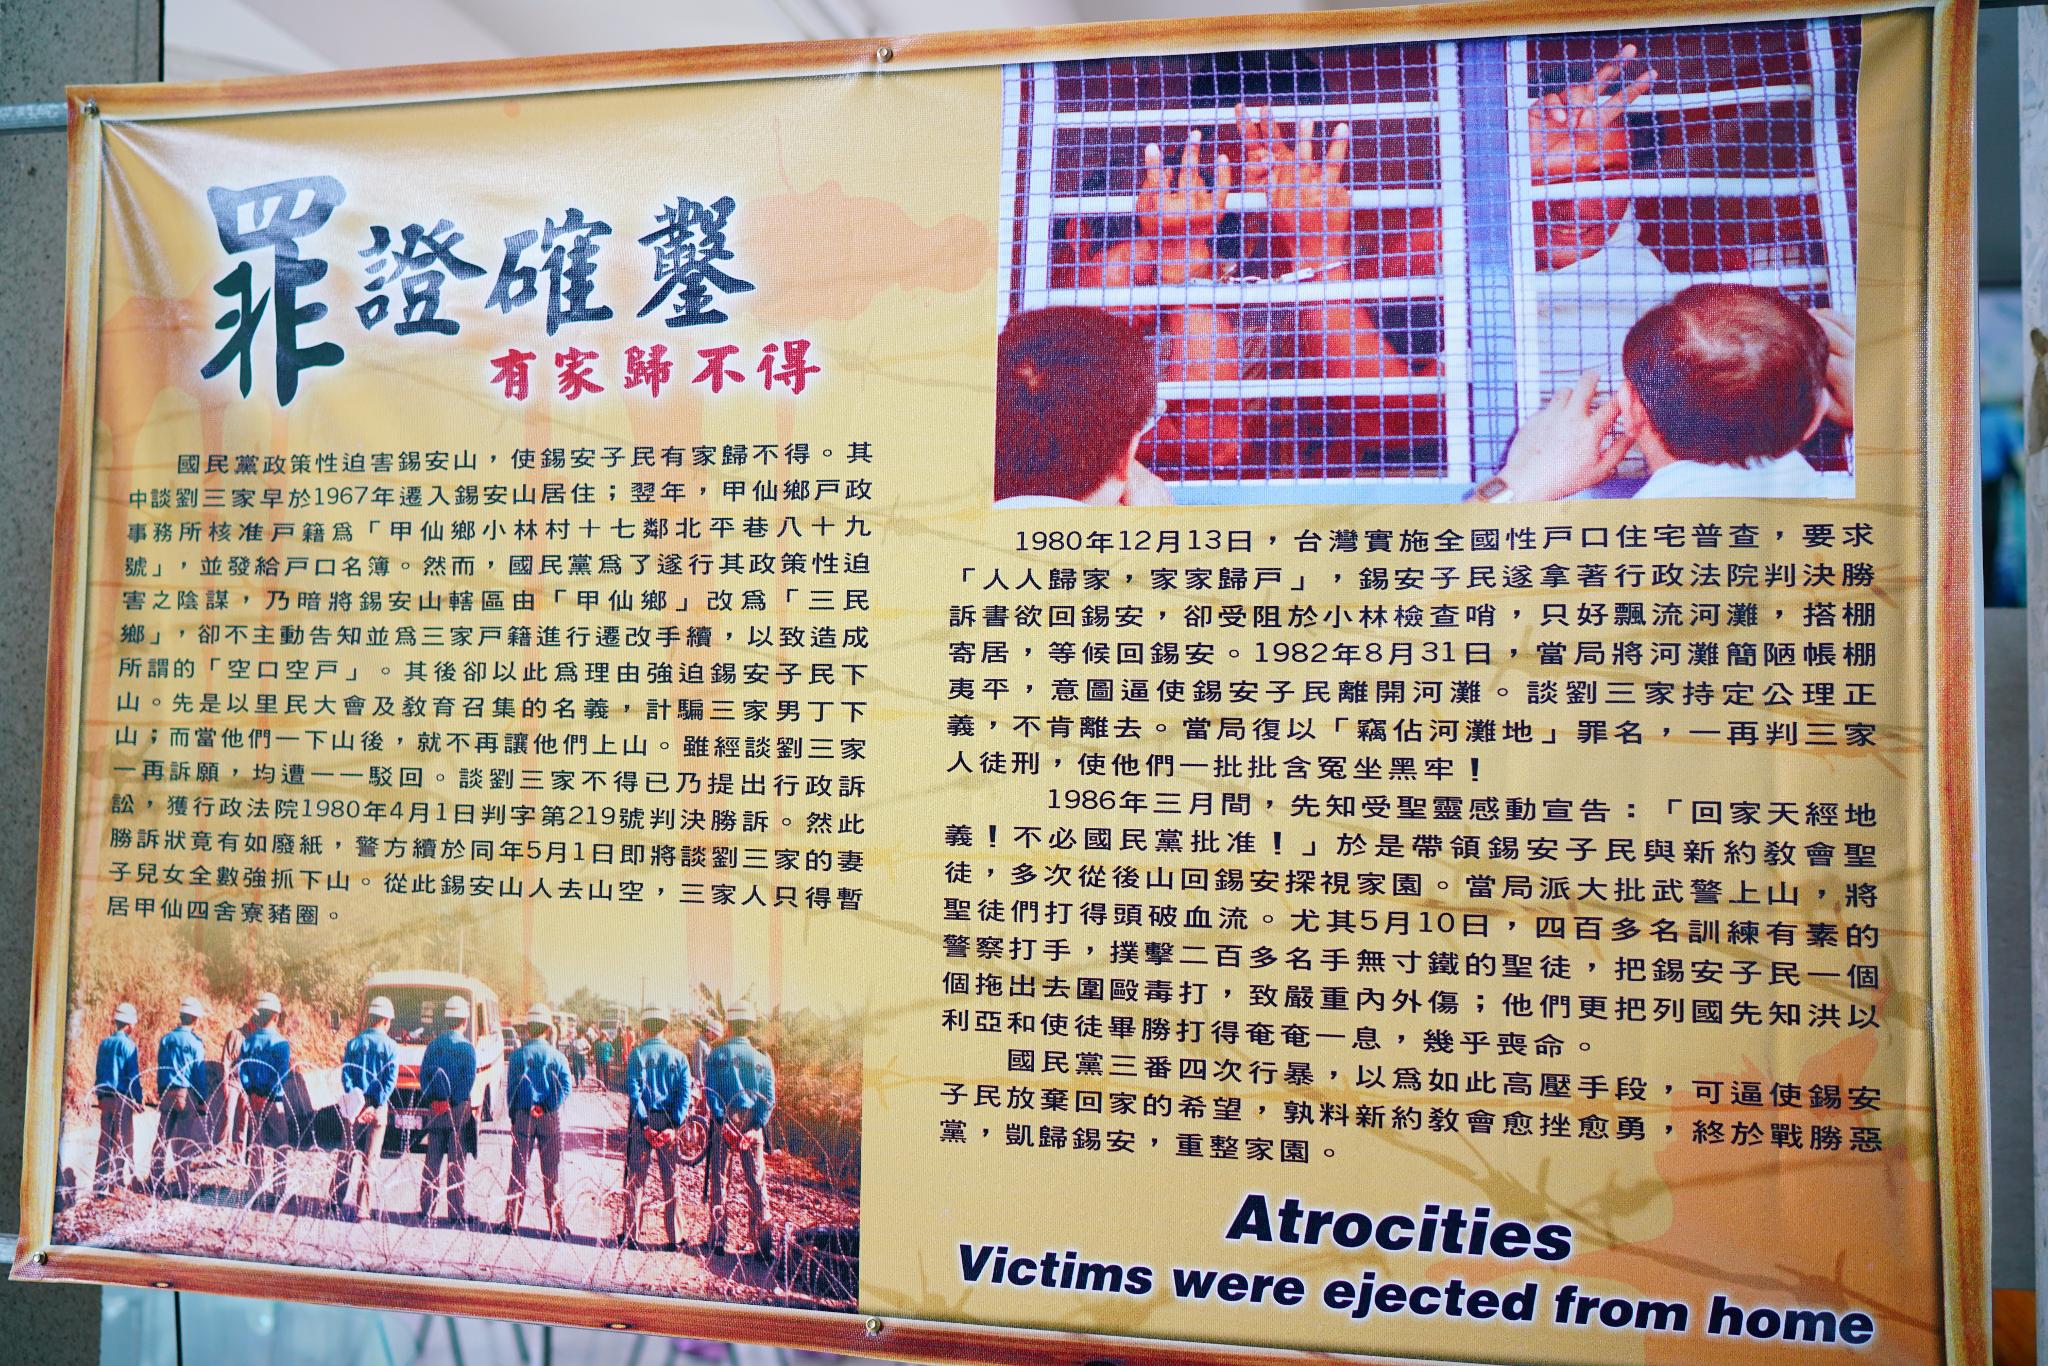 罪證確鑿
有家歸不得
國民黨政策性迫害錫安山，使錫安子民有家歸不得。其
中談劉三家早於1967年遷入錫安山居住；翌年，甲仙鄉戸政
事務所核准戸籍爲「甲仙鄉小林村十七鄰北平巷八十九
號」，並發給戸口名簿。然而，國民黨爲了遂行其政策性迫
害之陰謀，乃暗將錫安山轄區由「甲仙鄉」改爲「三民
鄉」，卻不主動告知並爲三家戸籍進行遷改手續，以致造成
所謂的「空口空戸」。其後卻以此爲理由強迫錫安子民下
山。先是以里民大會及敎育召集的名義，計騙三家男丁下
山；而當他們一下山後，就不再讓他們上山。雖經談劉三家
一再訴願，均遭一一駁回。談劉三家不得已乃提出行政訴
訟，獲行政法院1980年4月1日判字第219號判決勝訴。然此
勝訴狀竟有如廢紙，警方續於同年5月1日即將談劉三家的妻
子兒女全數強抓下山。從此錫安山人去山空，三家人只得暫
居甲仙四舍寮豬圈。
1980年12月13日，台灣實施全國性戸口住宅普查，要求
「人人歸家，家家歸戸」，錫安子民遂拿著行政法院判決勝
訴書欲回錫安，卻受阻於小林檢查哨，只好飄流河灘，搭棚
寄居，等候回錫安。1982年8月31日，當局將河灘簡陋帳棚
夷平，意圖逼使錫安子民離開河灘。談劉三家持定公理正
義，不肯離去。當局復以「竊佔河灘地」罪名，一再判三家
人徒刑，使他們一批批含冤坐黑牢！
1986年三月間，先知受聖靈感動宣告：「回家天經地
義！不必國民黨批准！」於是帶領錫安子民與新約敎會聖
徒，多次從後山回錫安探視家園。當局派大批武警上山，將
聖徒們打得頭破血流。尤其5月10日，四百多名訓練有素的
警察打手，撲擊二百多名手無寸鐵的聖徒，把錫安子民一個
個拖出去圍毆毒打，致嚴重內外傷；他們更把列國先知洪以
利亞和使徒畢勝打得奄奄一息，幾乎喪命。
國民黨三番四次行暴，以爲如此高壓手段，可逼使錫安
子民放棄回家的希望，孰料新約敎會愈挫愈勇，終於戰勝惡
黨，凱歸錫安，重整家園。
Atrocities
Victims were ejected from home